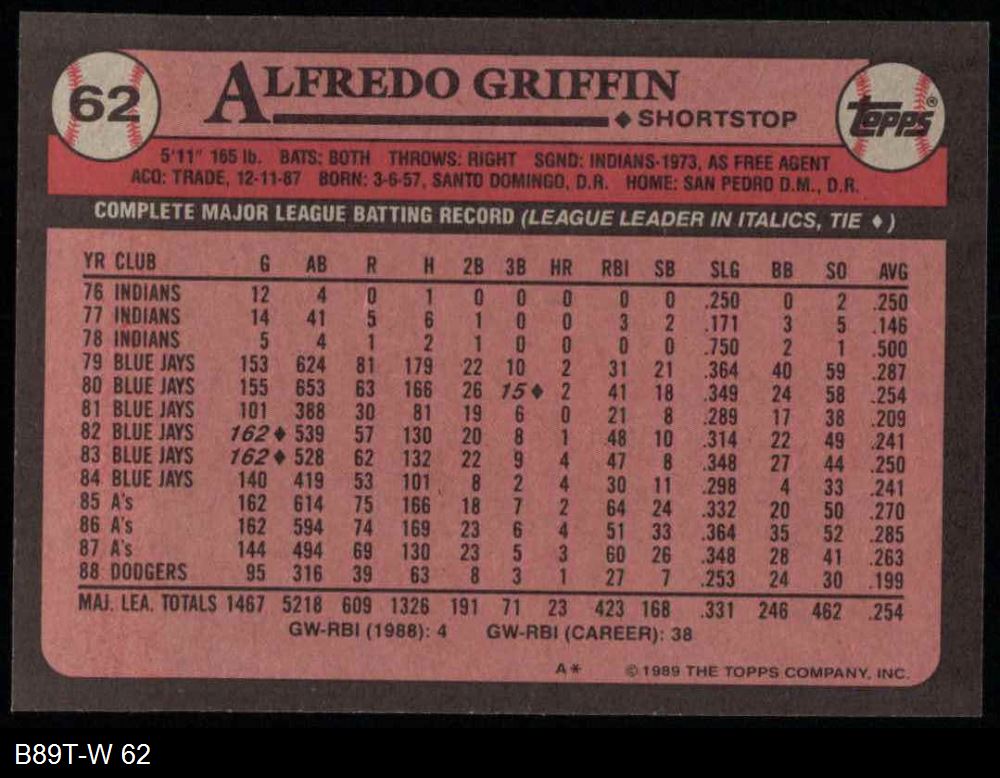 62
ALFREDO GRIFFIN
♦ SHORTSTOP
TOPPS®
5'11" 165 lb. BATS: BOTH THROWS: RIGHT SGND: INDIANS-1973, AS FREE AGENT
ACQ: TRADE, 12-11-87 BORN: 3-6-57, SANTO DOMINGO, D.R. HOME: SAN PEDRO D.M., D.R.
COMPLETE MAJOR LEAGUE BATTING RECORD (LEAGUE LEADER IN ITALICS, TIE ♦)
YR CLUB G AB R H 2B 3B HR RBI SB SLG BB SO AVG
76 INDIANS 12 4 0 1 0 0 0 0 0 .250 0 2 .250
77 INDIANS 14 41 5 6 1 0 0 3 2 .171 3 5 .146
78 INDIANS 5 4 1 2 1 0 0 0 0 .750 2 1 .500
79 BLUE JAYS 153 624 81 179 22 10 2 31 21 .364 40 59 .287
80 BLUE JAYS 155 653 63 166 26 15♦ 2 41 18 .349 24 58 .254
81 BLUE JAYS 101 388 30 81 19 6 0 21 8 .289 17 38 .209
82 BLUE JAYS 162♦ 539 57 130 20 8 1 48 10 .314 22 49 .241
83 BLUE JAYS 162♦ 528 62 132 22 9 4 47 8 .348 27 44 .250
84 BLUE JAYS 140 419 53 101 8 2 4 30 11 .298 4 33 .241
85 A's 162 614 75 166 18 7 2 64 24 .332 20 50 .270
86 A's 162 594 74 169 23 6 4 51 33 .364 35 52 .285
87 A's 144 494 69 130 23 5 3 60 26 .348 28 41 .263
88 DODGERS 95 316 39 63 8 3 1 27 7 .253 24 30 .199
MAJ. LEA. TOTALS 1467 5218 609 1326 191 71 23 423 168 .331 246 462 .254
GW-RBI (1988): 4 GW-RBI (CAREER): 38
A* © 1989 THE TOPPS COMPANY, INC.
B89T-W 62